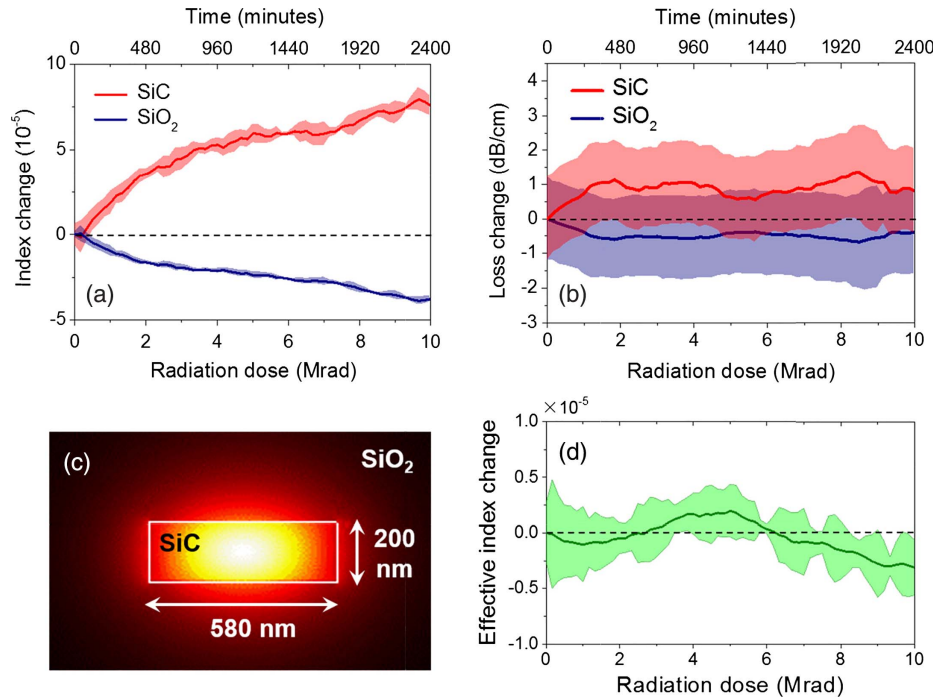 Time (minutes)
0 480 960 1440 1920 2400
10
5
0
-5
Index change (10-5)
SiC
SiO2
(a)
0 2 4 6 8 10
Radiation dose (Mrad)
Time (minutes)
0 480 960 1440 1920 2400
4
3
2
1
0
-1
-2
-3
Loss change (dB/cm)
SiC
SiO2
(b)
0 2 4 6 8 10
Radiation dose (Mrad)
(c)
SiO2
SiC
200
nm
580 nm
×10-5
1.0
0.5
0.0
-0.5
-1.0
Effective index change
(d)
0 2 4 6 8 10
Radiation dose (Mrad)